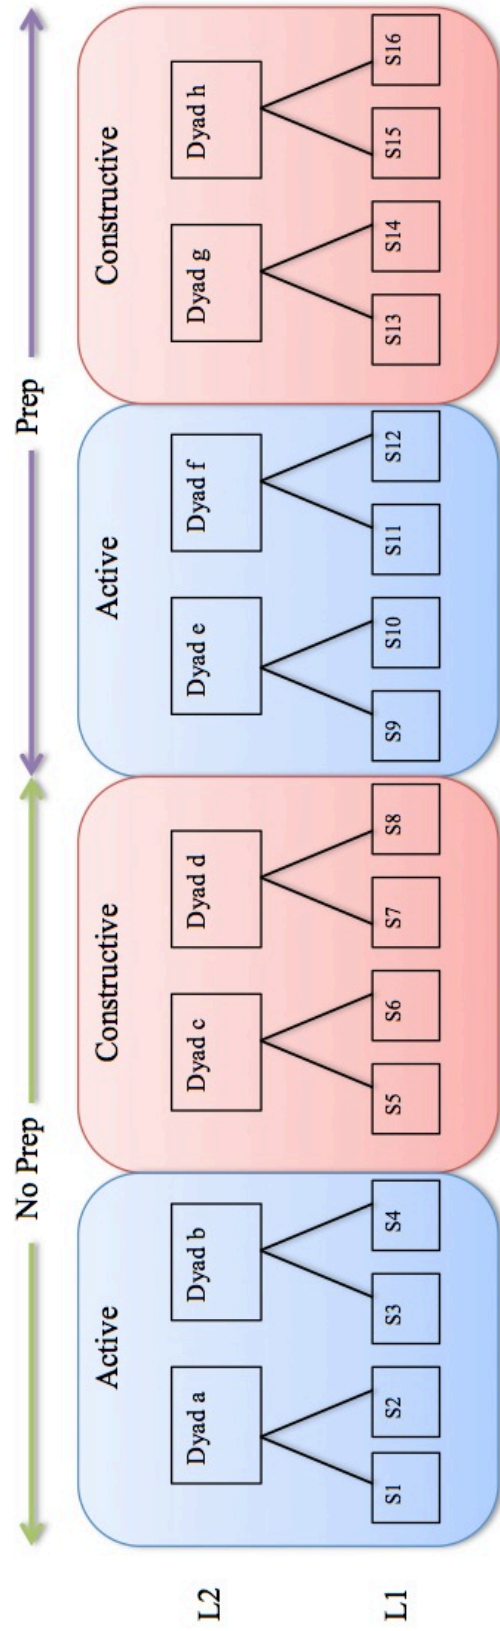 No Prep Prep
Active Constructive Active Constructive
L2 Dyad a Dyad b Dyad c Dyad d Dyad e Dyad f Dyad g Dyad h
L1 S1 S2 S3 S4 S5 S6 S7 S8 S9 S10 S11 S12 S13 S14 S15 S16